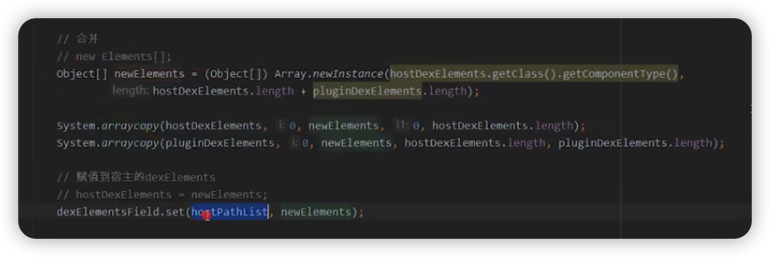 // 合并
// new Elements[];
Object[] newElements = (Object[]) Array.newInstance(hostDexElements.getClass().getComponentType(),
length: hostDexElements.length + pluginDexElements.length);
System.arraycopy(hostDexElements, i: 0, newElements, i1: 0, hostDexElements.length);
System.arraycopy(pluginDexElements, i: 0, newElements, hostDexElements.length, pluginDexElements.length);
// 赋值到宿主的dexElements
// hostDexElements = newElements;
dexElementsField.set(hostPathList, newElements);